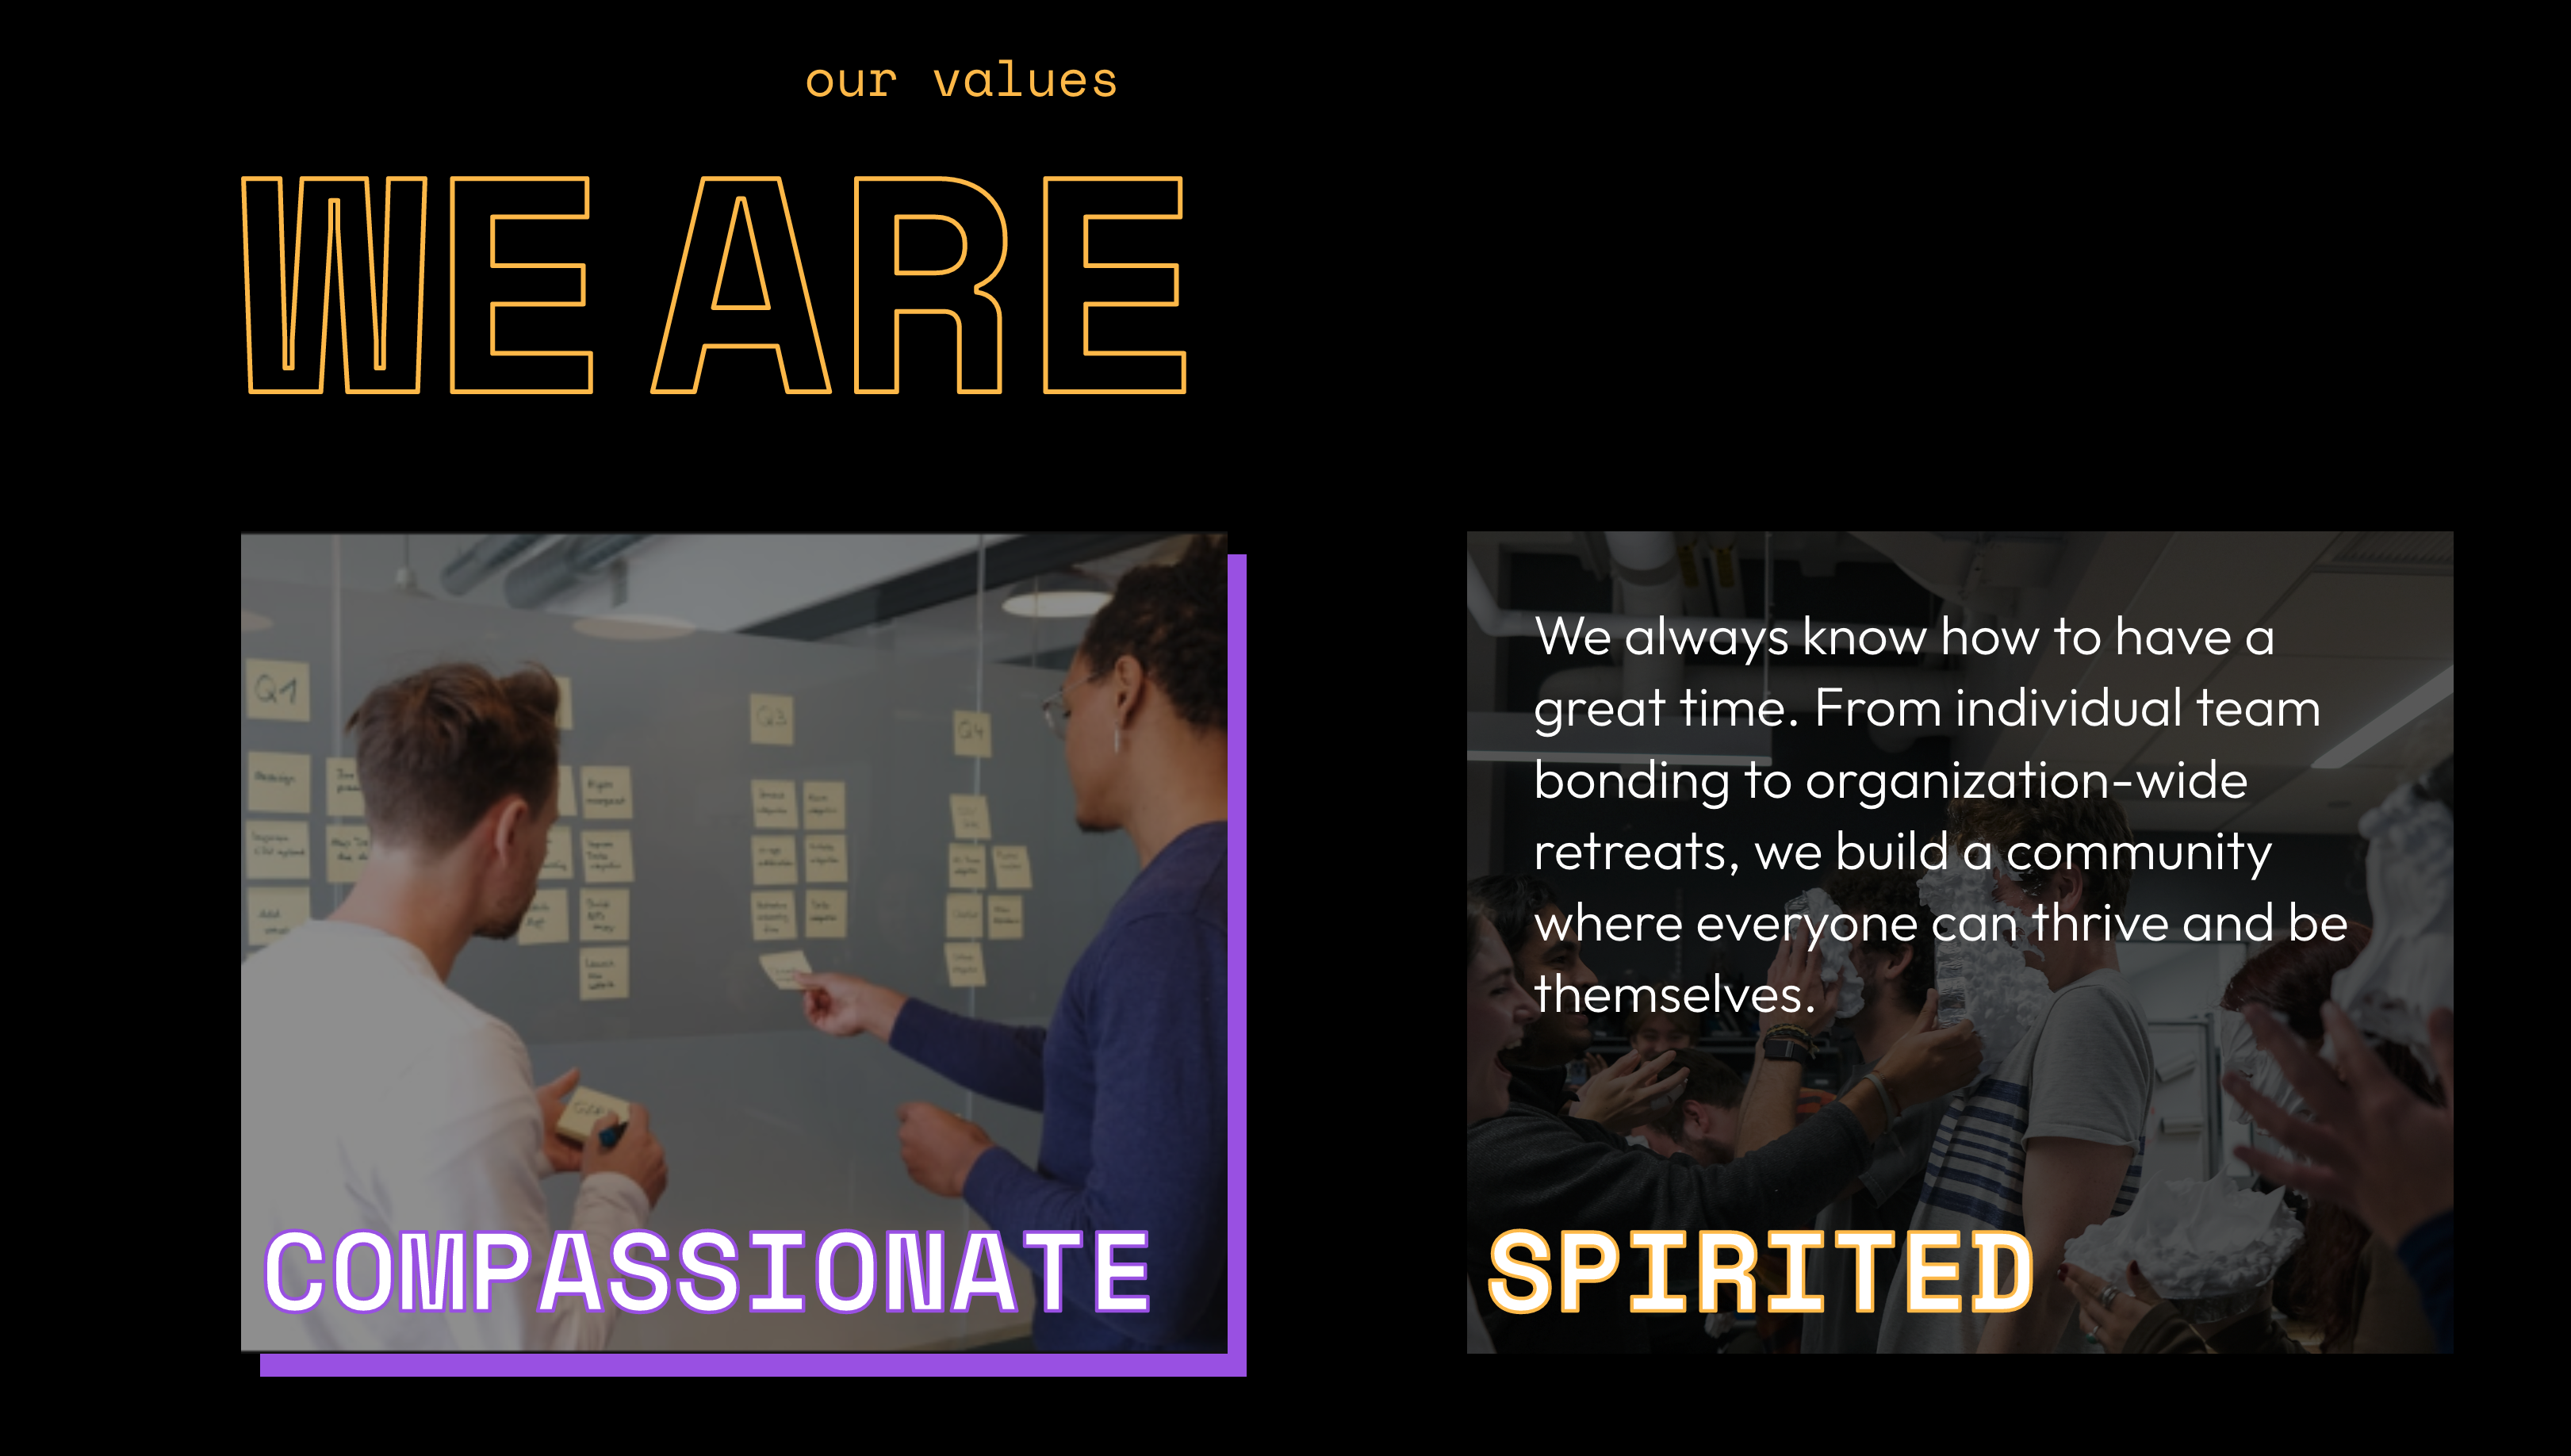 our values
WE ARE
Q1
Q3
Q4
COMPASSIONATE
We always know how to have a
great time. From individual team
bonding to organization-wide
retreats, we build a community
where everyone can thrive and be
themselves.
SPIRITED